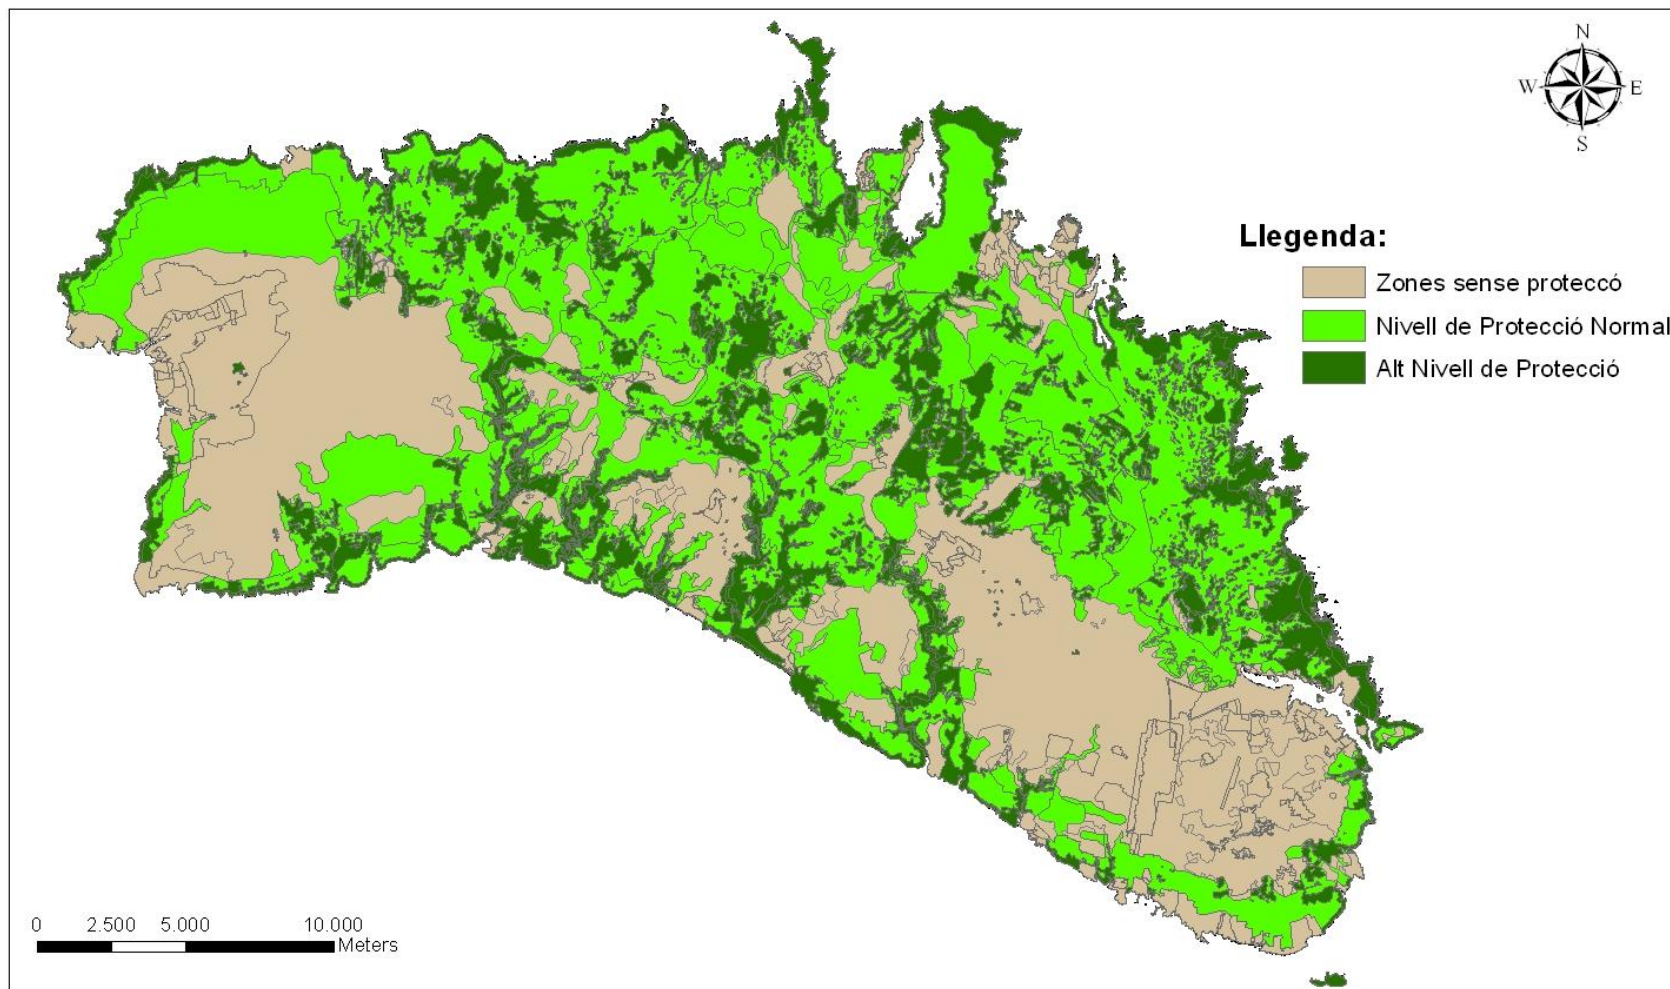 N
W E
S
Llegenda:
Zones sense protecció
Nivell de Protecció Normal
Alt Nivell de Protecció
0 2.500 5.000 10.000
Meters